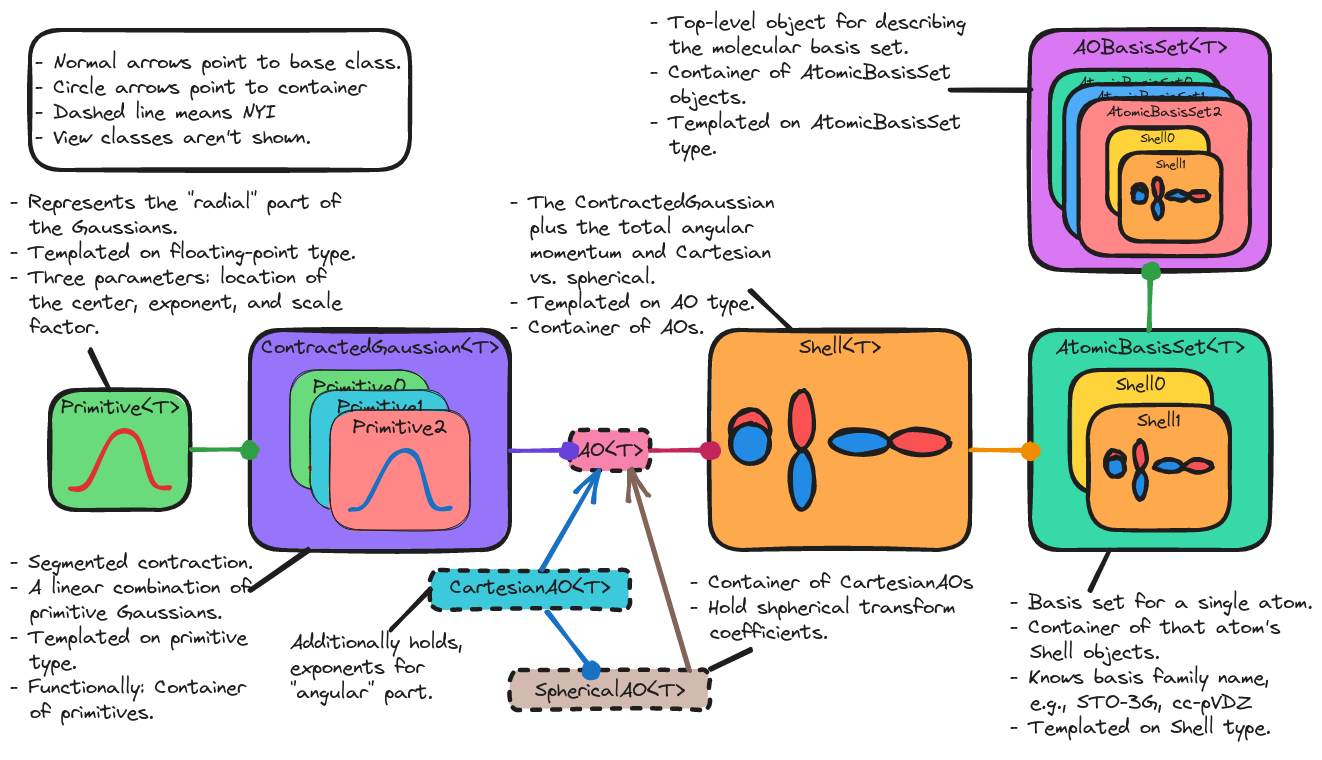 - Normal arrows point to base class.
- Circle arrows point to container
- Dashed line means NYI
- View classes aren't shown.
- Top-level object for describing
the molecular basis set.
- Container of AtomicBasisSet
objects.
- Templated on AtomicBasisSet
type.
AOBasisSet<T>
AtomicBasisSet0
AtomicBasisSet1
AtomicBasisSet2
Shell0
Shell1
- Represents the "radial" part of
the Gaussians.
- Templated on floating-point type.
- Three parameters: location of
the center, exponent, and scale
factor.
- The ContractedGaussian
plus the total angular
momentum and Cartesian
vs. spherical.
- Templated on AO type.
- Container of AOs.
Primitive<T>
ContractedGaussian<T>
Primitive0
Primitive1
Primitive2
AO<T>
Shell<T>
AtomicBasisSet<T>
Shell0
Shell1
- Segmented contraction.
- A linear combination of
primitive Gaussians.
- Templated on primitive
type.
- Functionally: Container
of primitives.
CartesianAO<T>
Additionally holds,
exponents for
"angular" part.
SphericalAO<T>
- Container of CartesianAOs
- Hold shpherical transform
coefficients.
- Basis set for a single atom.
- Container of that atom's
Shell objects.
- Knows basis family name,
e.g., STO-3G, cc-pVDZ
- Templated on Shell type.